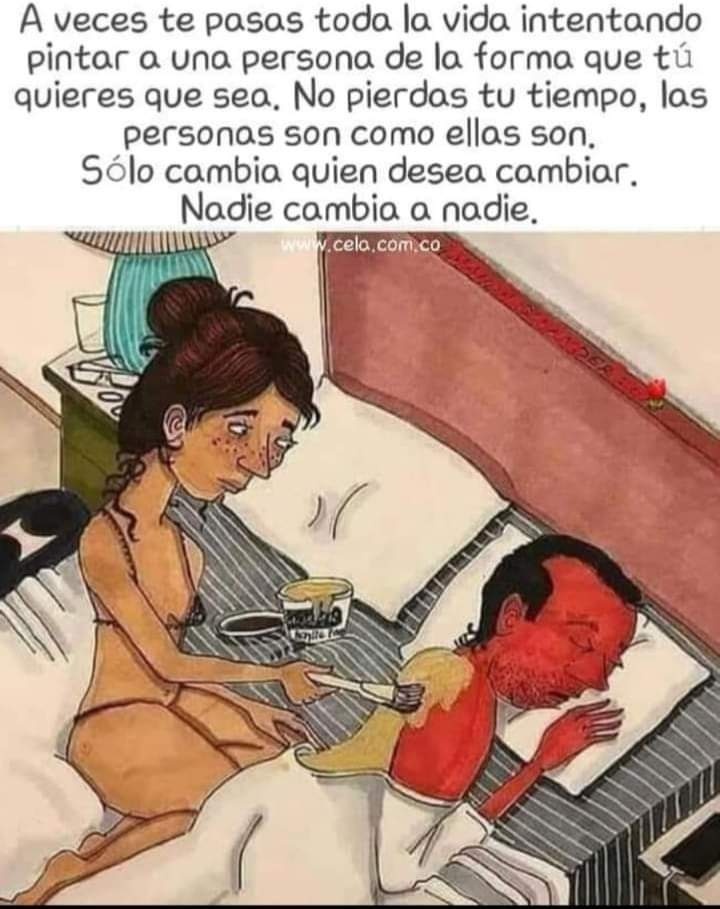 A veces te pasas toda la vida intentando
pintar a una persona de la forma que tú
quieres que sea. No pierdas tu tiempo, las
personas son como ellas son.
Sólo cambia quien desea cambiar.
Nadie cambia a nadie.
www.cela.com.co